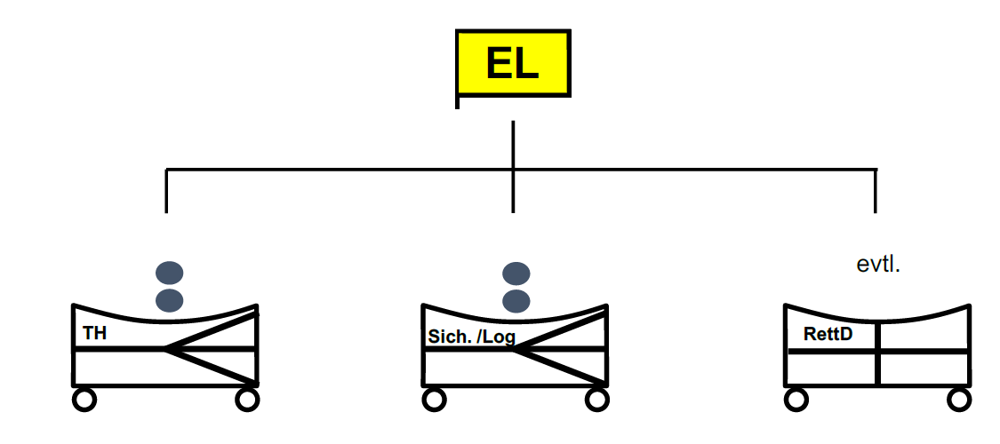 EL
evtl.
TH
Sich. /Log
RettD